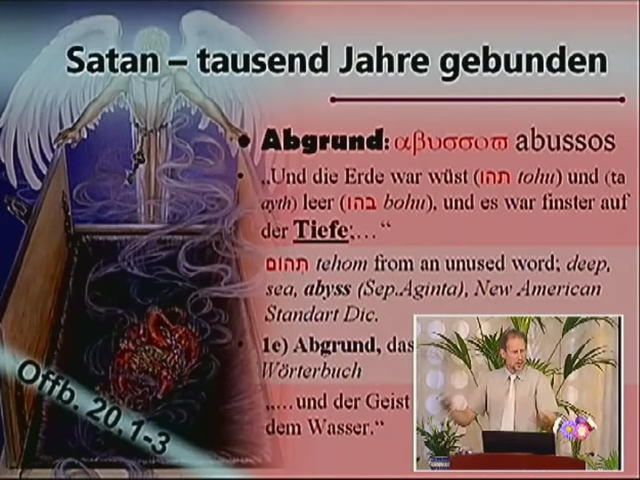 Satan – tausend Jahre gebunden
• Abgrund: αβυσσοϖ abussos
• „Und die Erde war wüst (תהו tohu) und (ta
ayth) leer (בהו bohu), und es war finster auf
der Tiefe;…“
תְּהוֹם tehom from an unused word; deep,
sea, abyss (Sep.Aginta), New American
Standart Dic.
• 1e) Abgrund, das
Wörterbuch
„…und der Geist
dem Wasser.“
Offb. 20,1-3